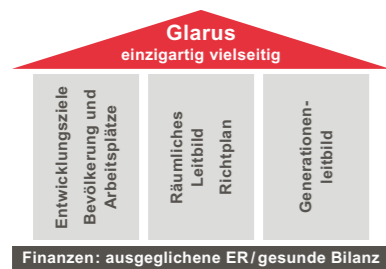 Glarus
einzigartig vielseitig
Entwicklungsziele
Bevölkerung und
Arbeitsplätze
Räumliches
Leitbild
Richtplan
Generationen-
leitbild
Finanzen: ausgeglichene ER/gesunde Bilanz